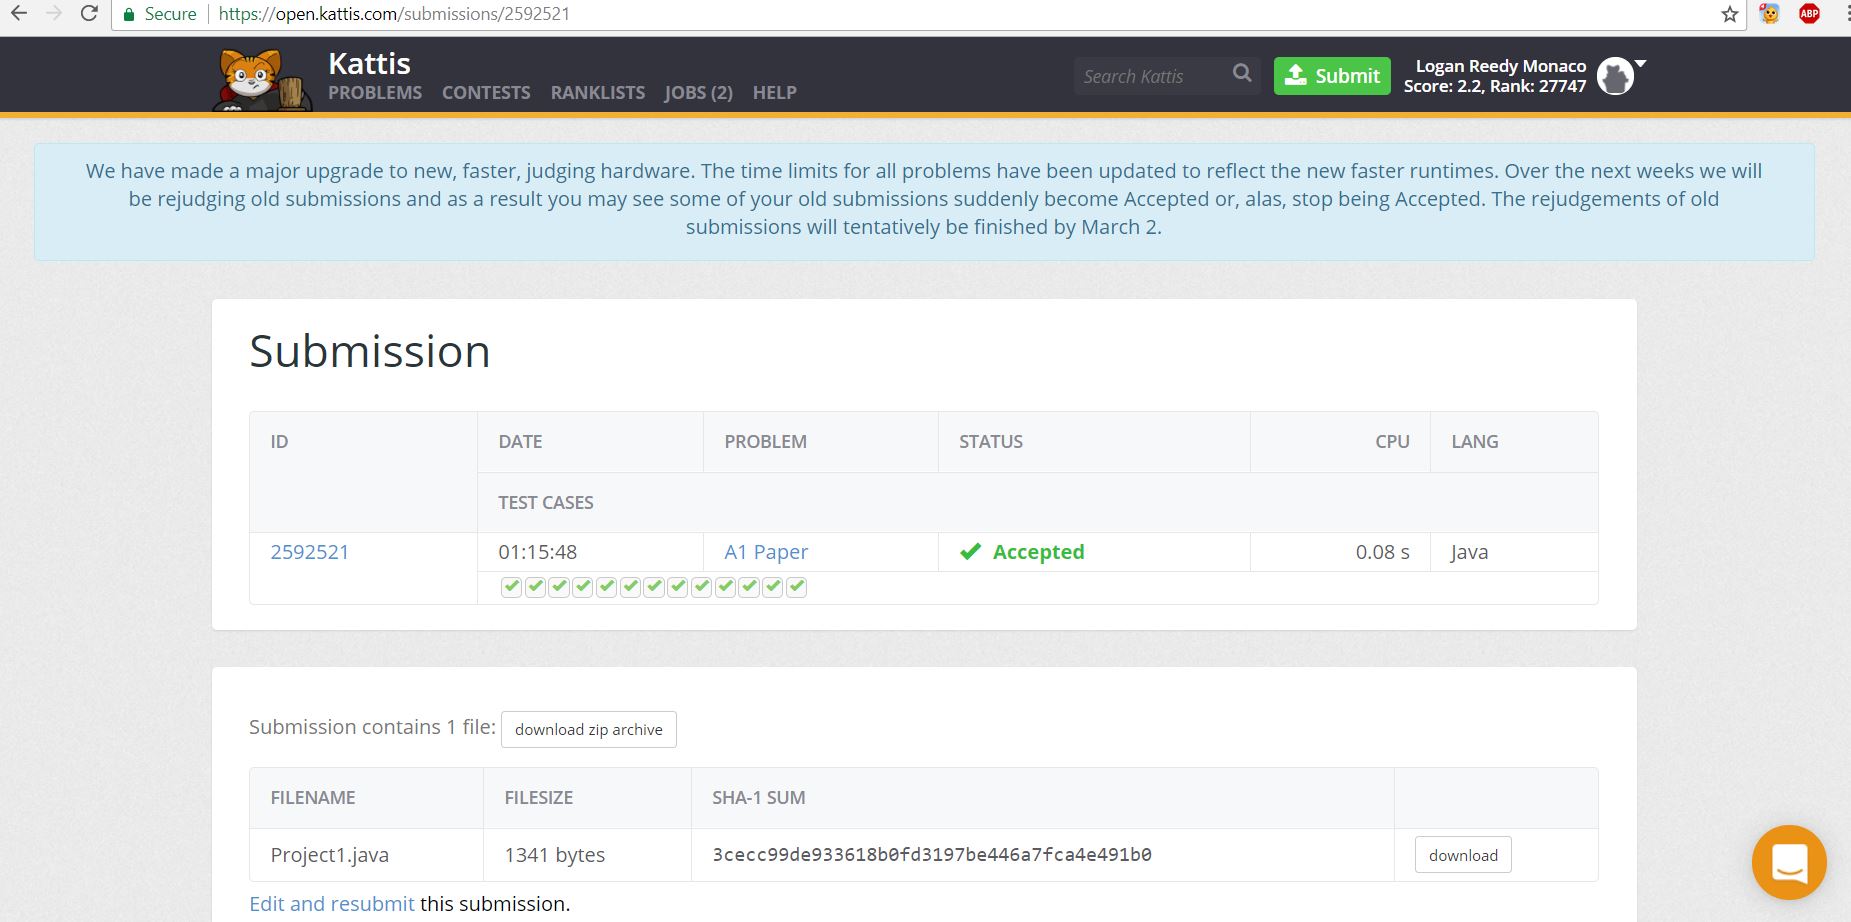 Secure https://open.kattis.com/submissions/2592521
ABP
Kattis
PROBLEMS CONTESTS RANKLISTS JOBS (2) HELP
Search Kattis
Submit
Logan Reedy Monaco
Score: 2.2, Rank: 27747
We have made a major upgrade to new, faster, judging hardware. The time limits for all problems have been updated to reflect the new faster runtimes. Over the next weeks we will
be rejudging old submissions and as a result you may see some of your old submissions suddenly become Accepted or, alas, stop being Accepted. The rejudgements of old
submissions will tentatively be finished by March 2.
Submission
ID DATE PROBLEM STATUS CPU LANG
TEST CASES
2592521 01:15:48 A1 Paper Accepted 0.08 s Java
Submission contains 1 file: download zip archive
FILENAME FILESIZE SHA-1 SUM
Project1.java 1341 bytes 3cecc99de933618b0fd3197be446a7fca4e491b0 download
Edit and resubmit this submission.